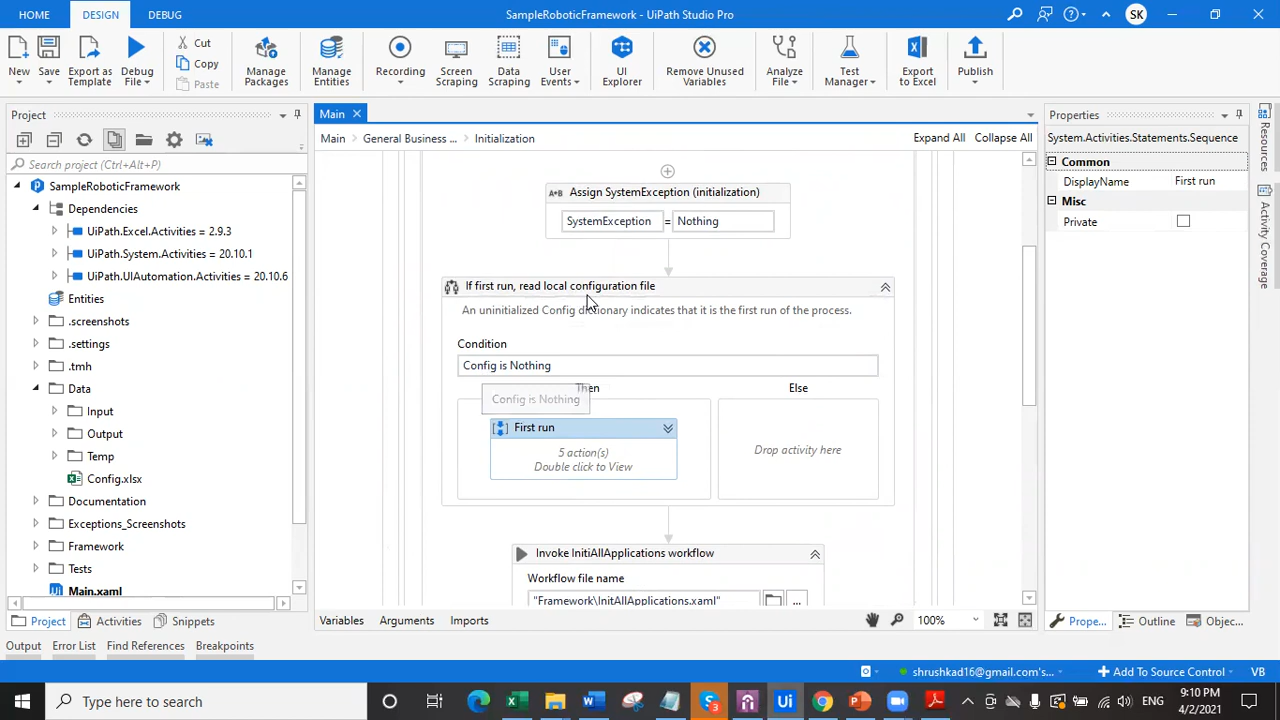 HOME
DESIGN
DEBUG
SampleRoboticFramework - UiPath Studio Pro
SK
New
Save
Export as Template
Debug File
Cut
Copy
Paste
Manage Packages
Manage Entities
Recording
Screen Scraping
Data Scraping
User Events
UI Explorer
Remove Unused Variables
Analyze File
Test Manager
Export to Excel
Publish
Project
Search project (Ctrl+Alt+P)
SampleRoboticFramework
Dependencies
UiPath.Excel.Activities = 2.9.3
UiPath.System.Activities = 20.10.1
UiPath.UIAutomation.Activities = 20.10.6
Entities
.screenshots
.settings
.tmh
Data
Input
Output
Temp
Config.xlsx
Documentation
Exceptions_Screenshots
Framework
Tests
Main.xaml
Project
Activities
Snippets
Main
Main > General Business ... > Initialization
Expand All
Collapse All
A+B Assign SystemException (initialization)
SystemException = Nothing
If first run, read local configuration file
An uninitialized Config dictionary indicates that it is the first run of the process.
Condition
Config is Nothing
Then
Else
Config is Nothing
First run
5 action(s)
Double click to View
Drop activity here
Invoke InitiAllApplications workflow
Workflow file name
"Framework\InitAllApplications.xaml"
...
Variables
Arguments
Imports
100%
Properties
System.Activities.Statements.Sequence
Common
DisplayName
First run
Misc
Private
Resources
Activity Coverage
Prope...
Outline
Objec...
Output
Error List
Find References
Breakpoints
shrushkad16@gmail.com's...
Add To Source Control
VB
Type here to search
3
Ui
ENG
9:10 PM
4/2/2021